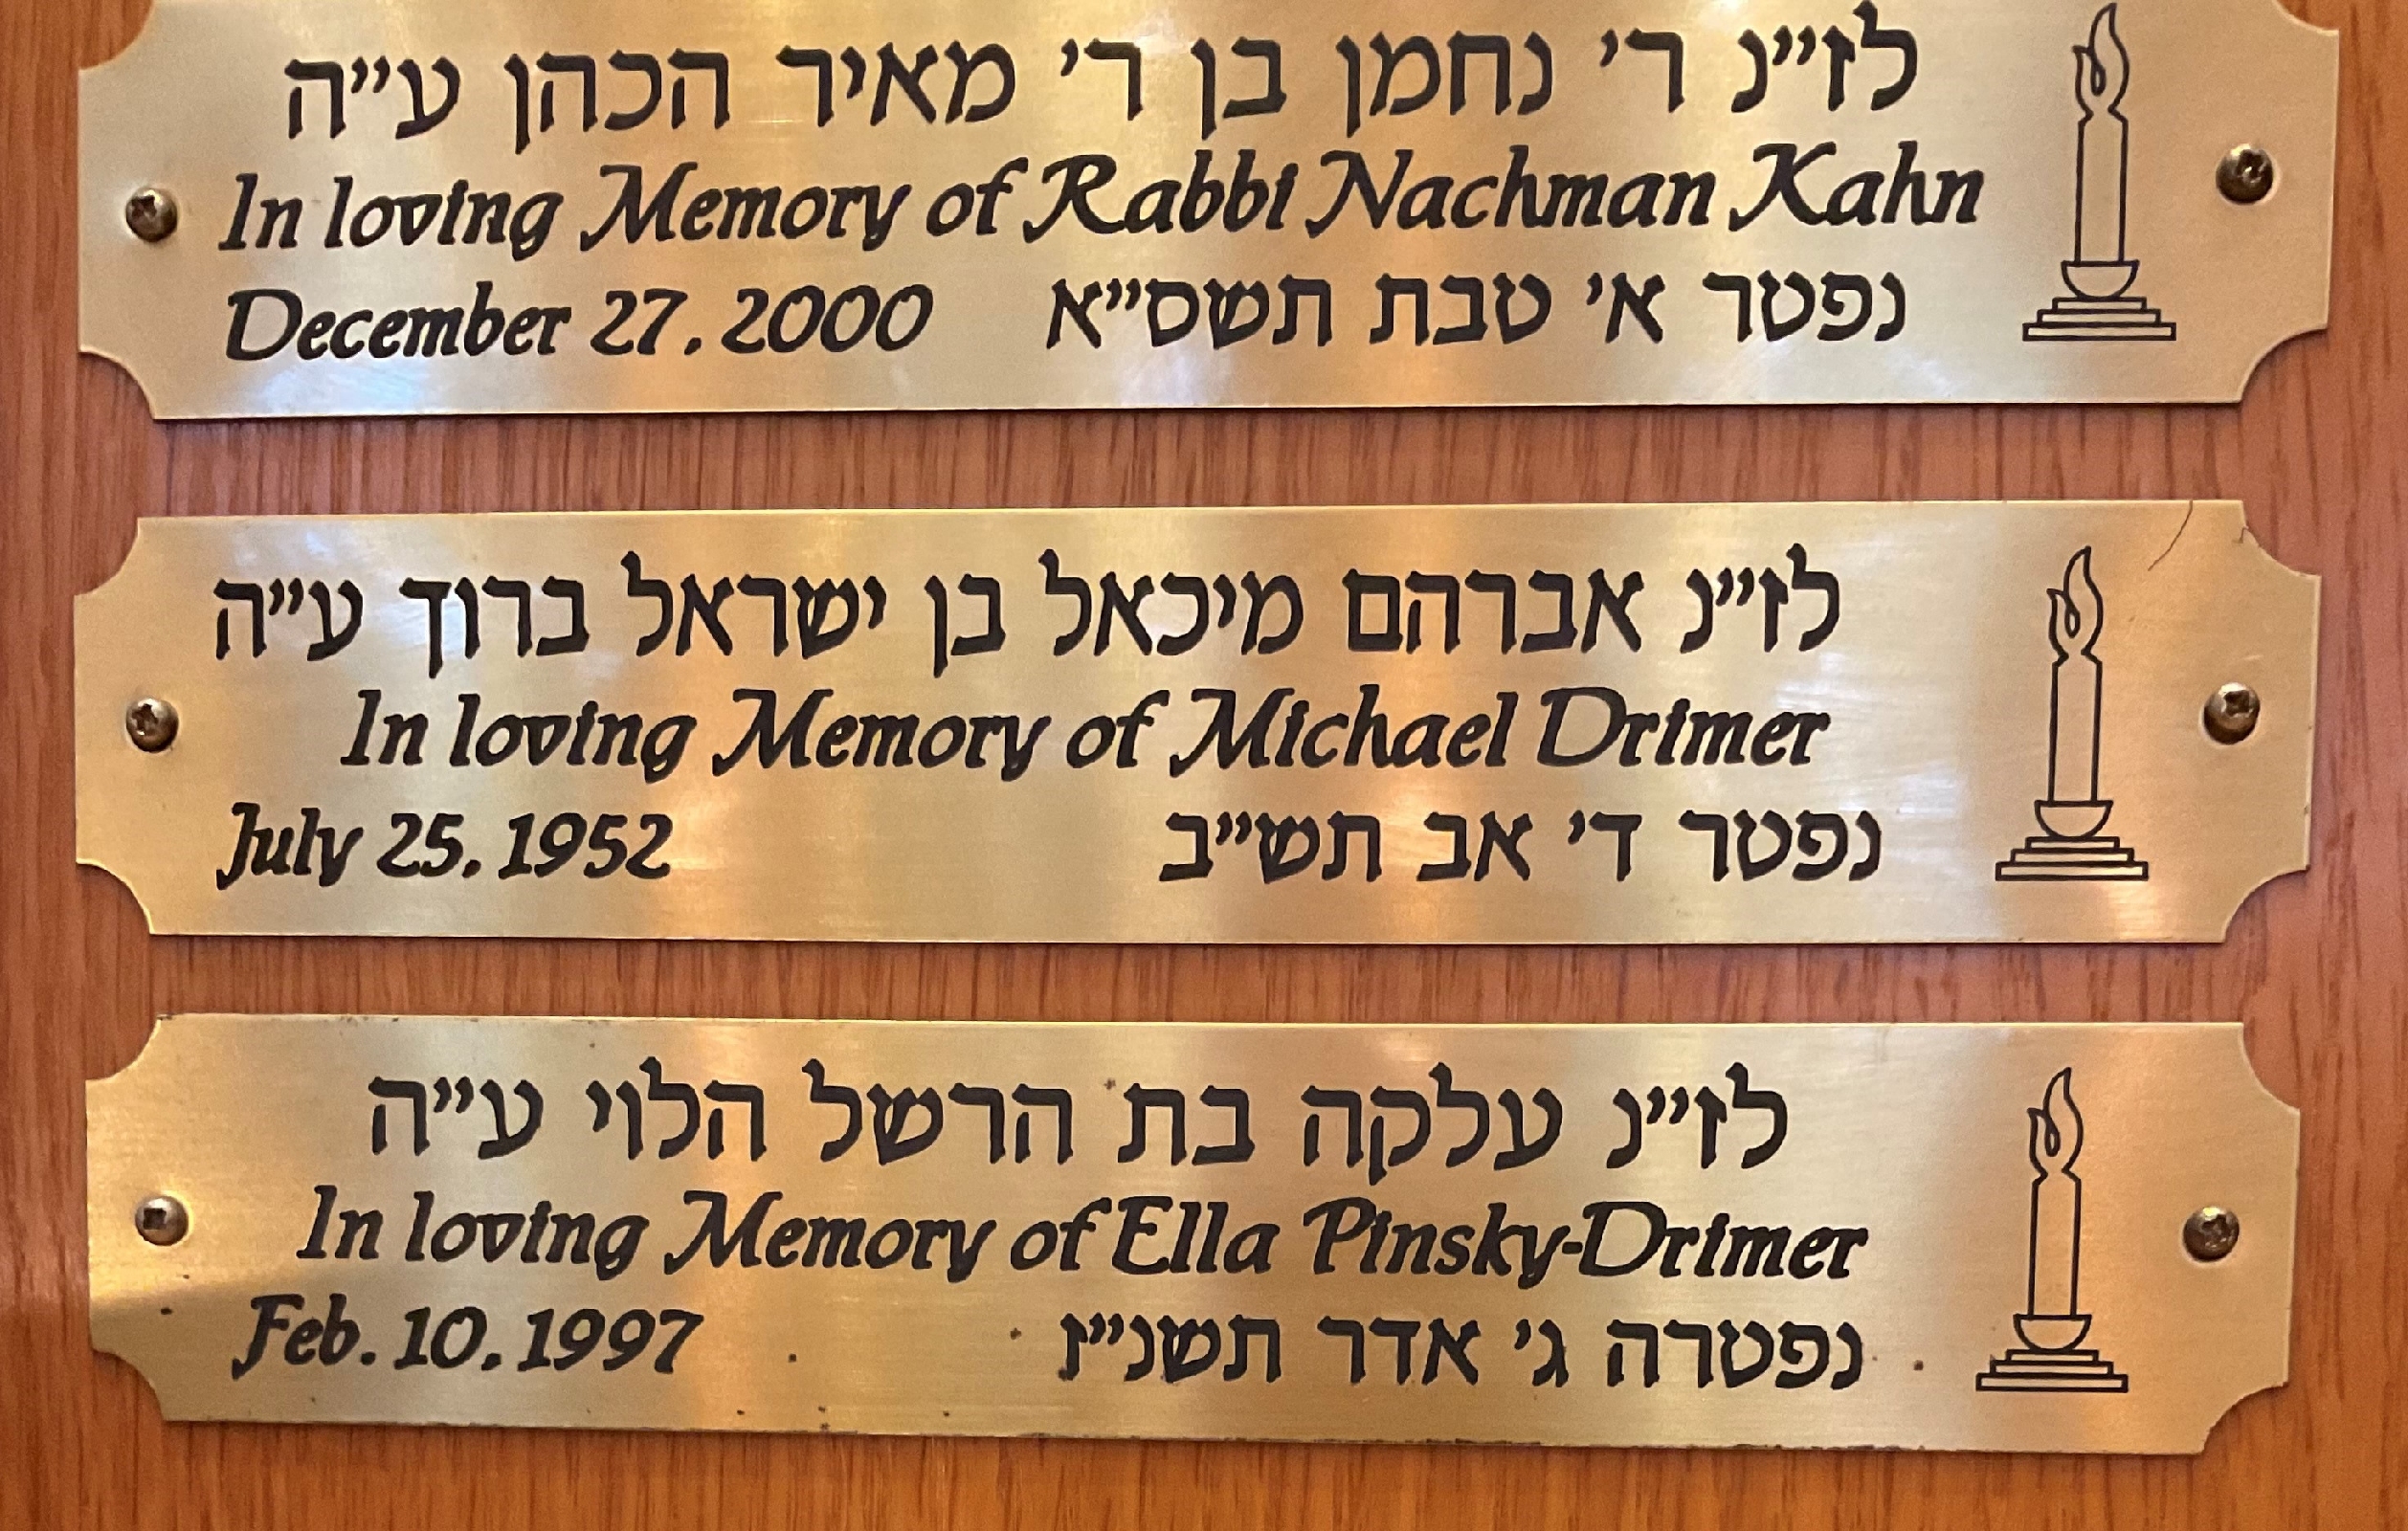 לז״נ ר׳ נחמן בן ר׳ מאיר הכהן ע״ה
In loving Memory of Rabbi Nachman Kahn
December 27, 2000 נפטר א׳ טבת תשס״א
לז״נ אברהם מיכאל בן ישראל ברוך ע״ה
In loving Memory of Michael Drimer
July 25, 1952 נפטר ד׳ אב תש״ב
לז״נ עלקה בת הרשל הלוי ע״ה
In loving Memory of Ella Pinsky-Drimer
Feb. 10, 1997 נפטרה ג׳ אדר תשנ״ז